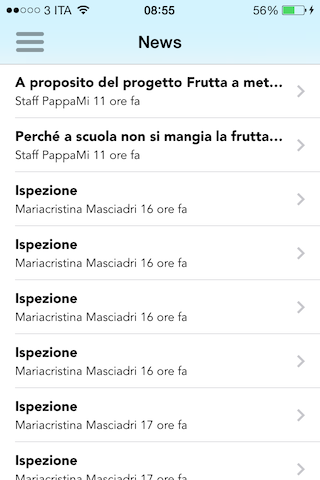 3 ITA 08:55 56%
News
A proposito del progetto Frutta a met...
Staff PappaMi 11 ore fa
Perché a scuola non si mangia la frutta...
Staff PappaMi 11 ore fa
Ispezione
Mariacristina Masciadri 16 ore fa
Ispezione
Mariacristina Masciadri 16 ore fa
Ispezione
Mariacristina Masciadri 16 ore fa
Ispezione
Mariacristina Masciadri 16 ore fa
Ispezione
Mariacristina Masciadri 17 ore fa
Ispezione
Mariacristina Masciadri 17 ore fa